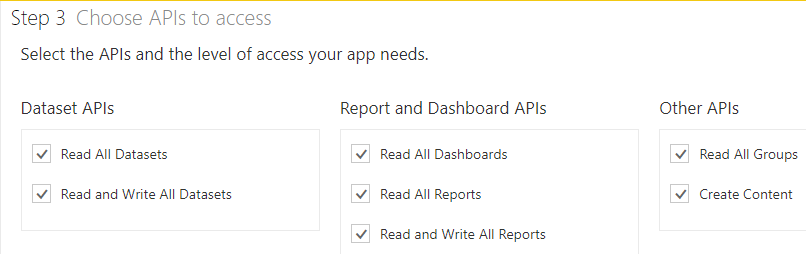 Step 3 Choose APIs to access
Select the APIs and the level of access your app needs.
Dataset APIs
Read All Datasets
Read and Write All Datasets
Report and Dashboard APIs
Read All Dashboards
Read All Reports
Read and Write All Reports
Other APIs
Read All Groups
Create Content